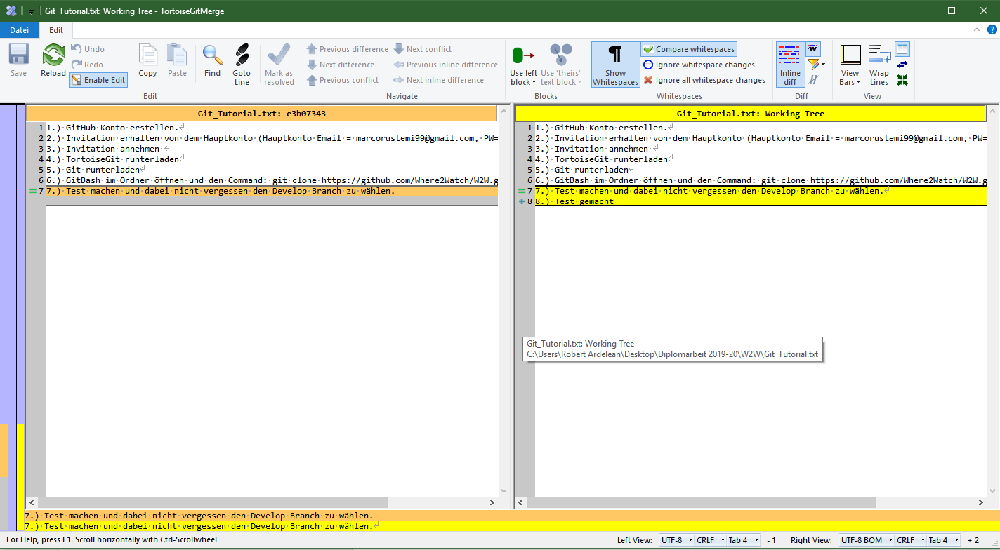 Git_Tutorial.txt: Working Tree - TortoiseGitMerge
Datei Edit
Save
Reload
Undo
Redo
Enable Edit
Copy
Paste
Find
Goto Line
Mark as resolved
Edit
Previous difference
Next difference
Previous conflict
Next conflict
Previous inline difference
Next inline difference
Navigate
Use left block
Use 'theirs' text block
Blocks
Show Whitespaces
Compare whitespaces
Ignore whitespace changes
Ignore all whitespace changes
Whitespaces
Inline diff
Diff
View Bars
Wrap Lines
View
Git_Tutorial.txt: e3b07343
1 1.) GitHub Konto erstellen.
2 2.) Invitation erhalten von dem Hauptkonto (Hauptkonto Email = marcorustemi99@gmail.com, PW=
3 3.) Invitation annehmen
4 4.) TortoiseGit runterladen
5 5.) Git runterladen
6 6.) GitBash im Ordner öffnen und den Command: git clone https://github.com/Where2Watch/W2W.g
7 7.) Test machen und dabei nicht vergessen den Develop Branch zu wählen.
Git_Tutorial.txt: Working Tree
1 1.) GitHub Konto erstellen.
2 2.) Invitation erhalten von dem Hauptkonto (Hauptkonto Email = marcorustemi99@gmail.com, PW=
3 3.) Invitation annehmen
4 4.) TortoiseGit runterladen
5 5.) Git runterladen
6 6.) GitBash im Ordner öffnen und den Command: git clone https://github.com/Where2Watch/W2W.g
7 7.) Test machen und dabei nicht vergessen den Develop Branch zu wählen.
8 8.) Test gemacht
Git_Tutorial.txt: Working Tree
C:\Users\Robert Ardelean\Desktop\Diplomarbeit 2019-20\W2W\Git_Tutorial.txt
7.) Test machen und dabei nicht vergessen den Develop Branch zu wählen.
7.) Test machen und dabei nicht vergessen den Develop Branch zu wählen.
For Help, press F1. Scroll horizontally with Ctrl-Scrollwheel
Left View: UTF-8 CRLF Tab 4 - 1
Right View: UTF-8 BOM CRLF Tab 4 + 2